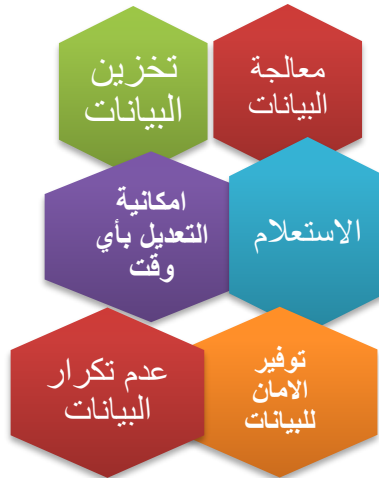 معالجة
البيانات
تخزين
البيانات
الاستعلام
امكانية
التعديل بأي
وقت
توفير
الامان
للبيانات
عدم تكرار
البيانات